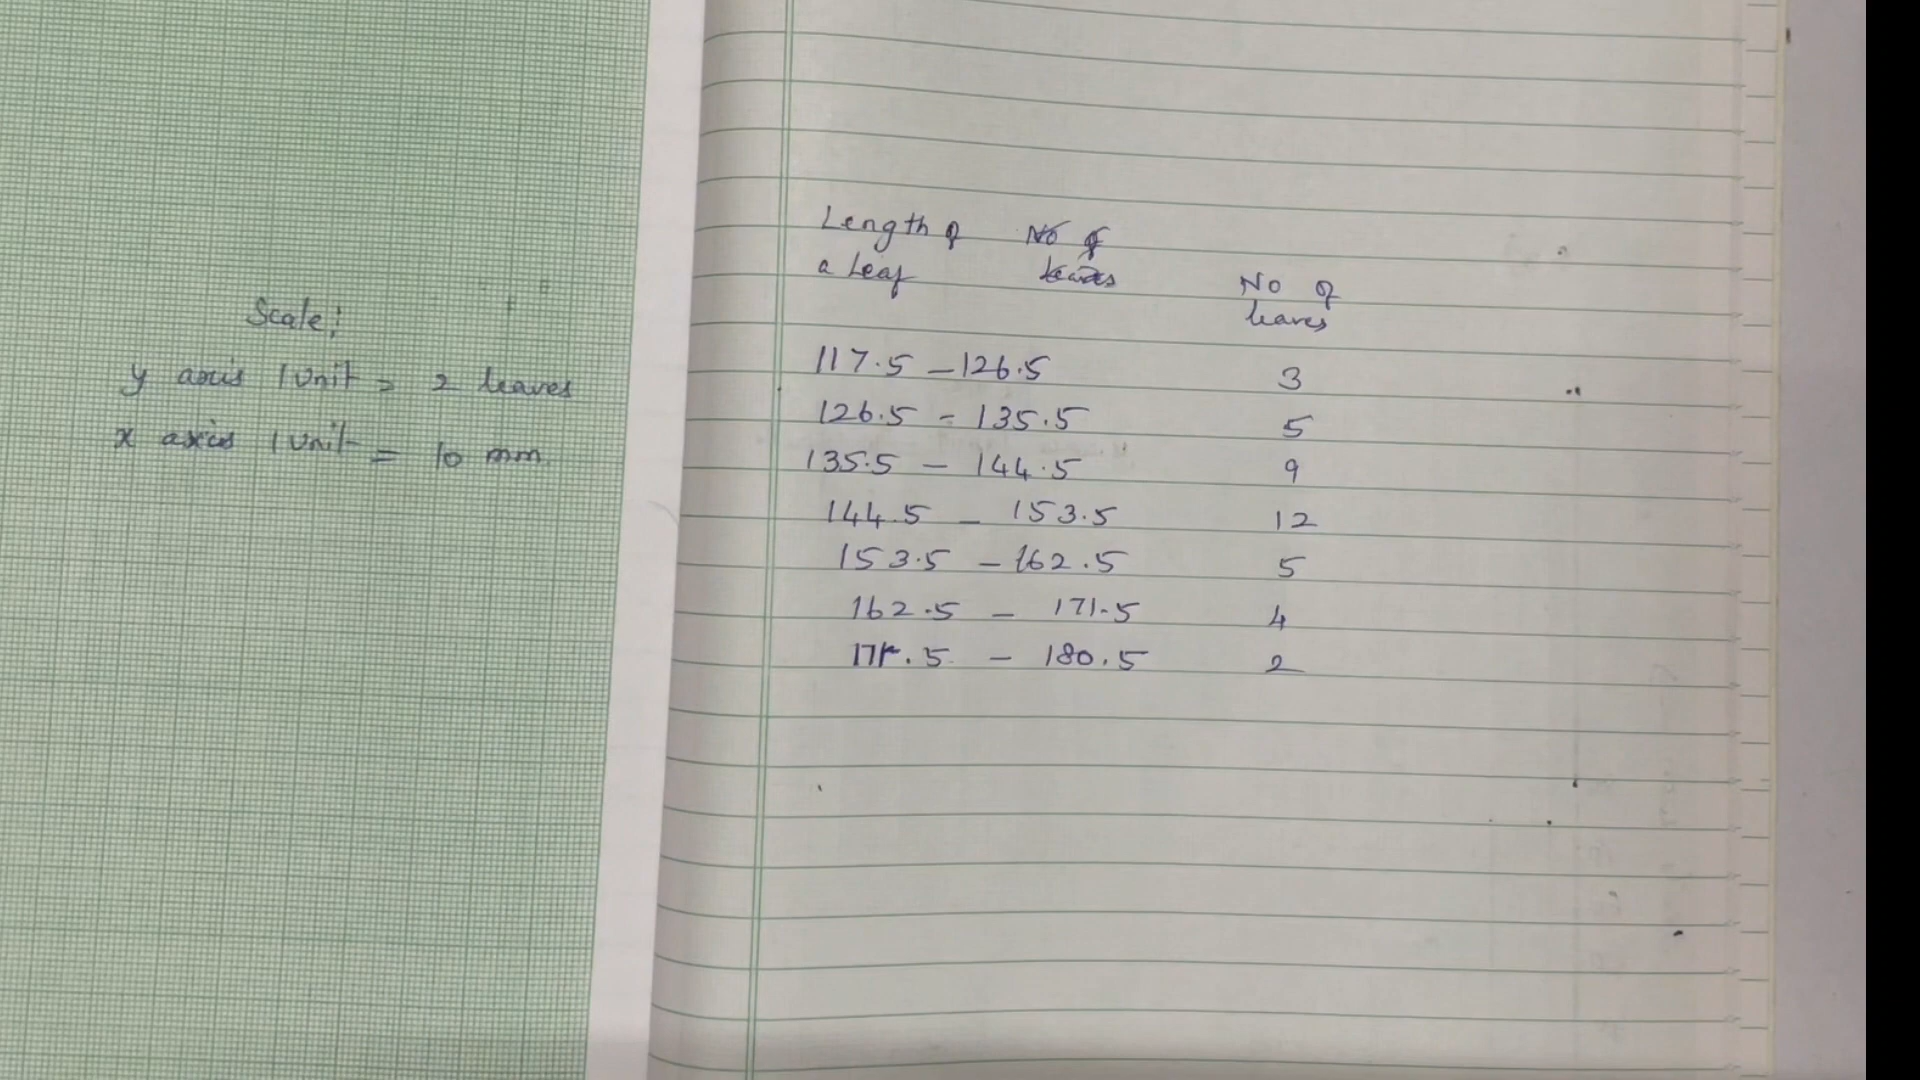 Scale:
y axis 1 Unit = 2 leaves
x axis 1 Unit = 10 mm
Length of No of
a leaf leaves
No of
leaves
117.5 – 126.5 3
126.5 – 135.5 5
135.5 – 144.5 9
144.5 – 153.5 12
153.5 – 162.5 5
162.5 – 171.5 4
171.5 – 180.5 2